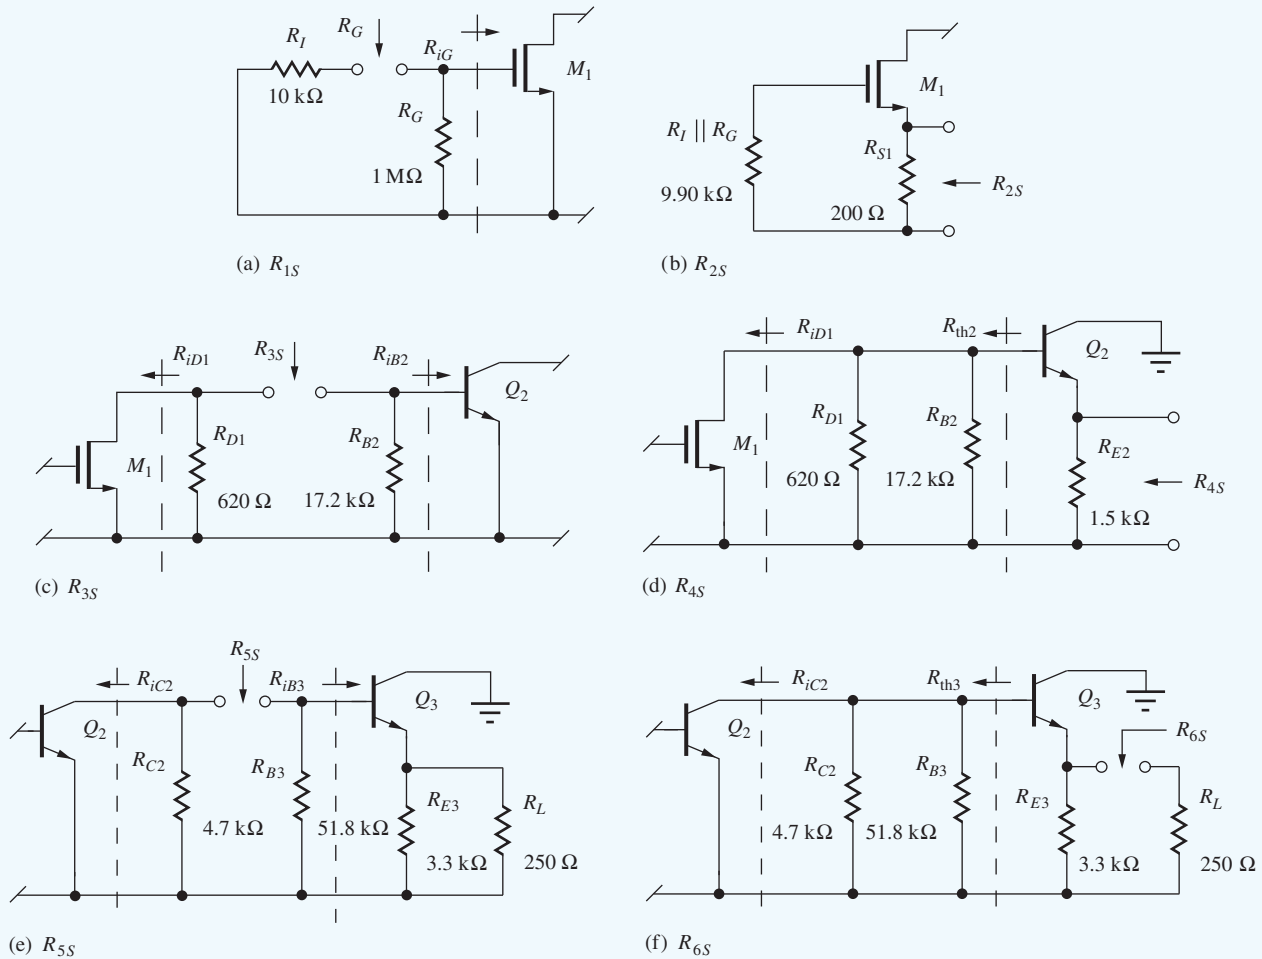 R_I
10 kΩ
R_G
R_iG
M_1
R_G
1 MΩ
(a) R_1S
M_1
R_I || R_G
9.90 kΩ
R_S1
200 Ω
R_2S
(b) R_2S
R_iD1
R_3S
R_iB2
Q_2
M_1
R_D1
620 Ω
R_B2
17.2 kΩ
(c) R_3S
R_iD1
R_th2
Q_2
M_1
R_D1
620 Ω
R_B2
17.2 kΩ
R_E2
1.5 kΩ
R_4S
(d) R_4S
R_iC2
R_5S
R_iB3
Q_3
Q_2
R_C2
4.7 kΩ
R_B3
51.8 kΩ
R_E3
3.3 kΩ
R_L
250 Ω
(e) R_5S
R_iC2
R_th3
Q_3
Q_2
R_6S
R_C2
4.7 kΩ
R_B3
51.8 kΩ
R_E3
3.3 kΩ
R_L
250 Ω
(f) R_6S